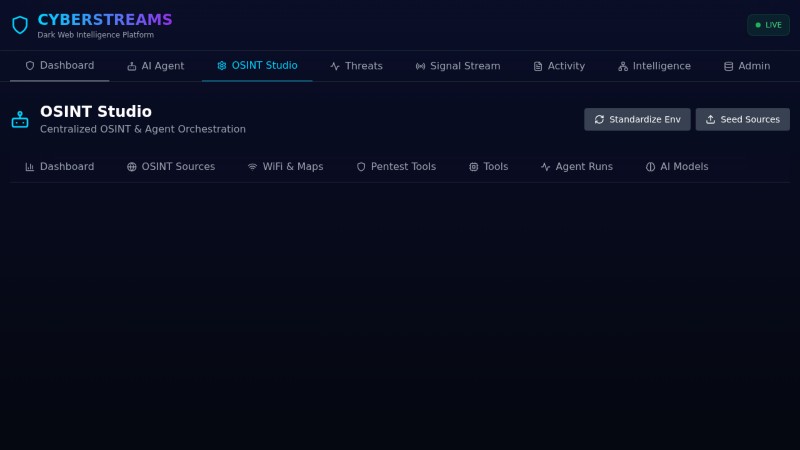 CYBERSTREAMS
Dark Web Intelligence Platform
LIVE
Dashboard
AI Agent
OSINT Studio
Threats
Signal Stream
Activity
Intelligence
Admin
OSINT Studio
Centralized OSINT & Agent Orchestration
Standardize Env
Seed Sources
Dashboard
OSINT Sources
WiFi & Maps
Pentest Tools
Tools
Agent Runs
AI Models